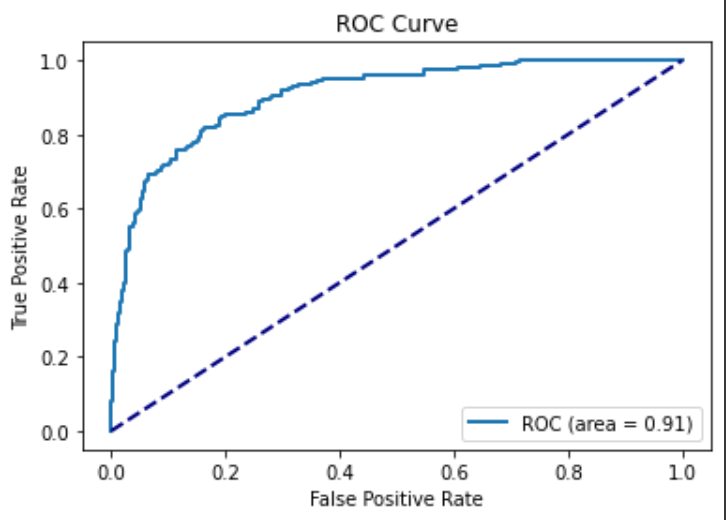 ROC Curve
True Positive Rate
1.0
0.8
0.6
0.4
0.2
0.0
ROC (area = 0.91)
0.0 0.2 0.4 0.6 0.8 1.0
False Positive Rate